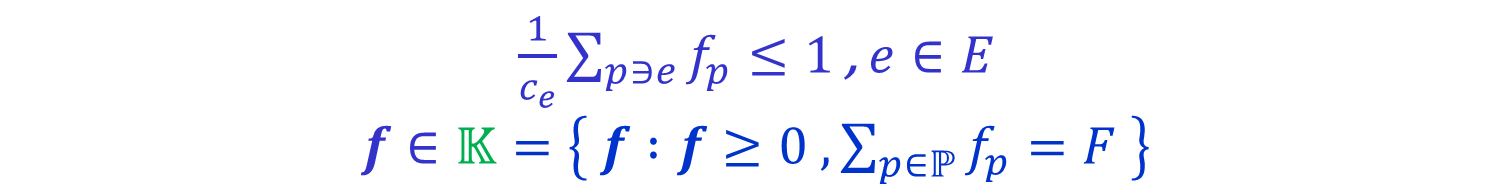 1/c_e ∑_{p∋e} f_p ≤ 1 , e ∈ E
f ∈ 𝕂 = { f : f ≥ 0 , ∑_{p∈ℙ} f_p = F }